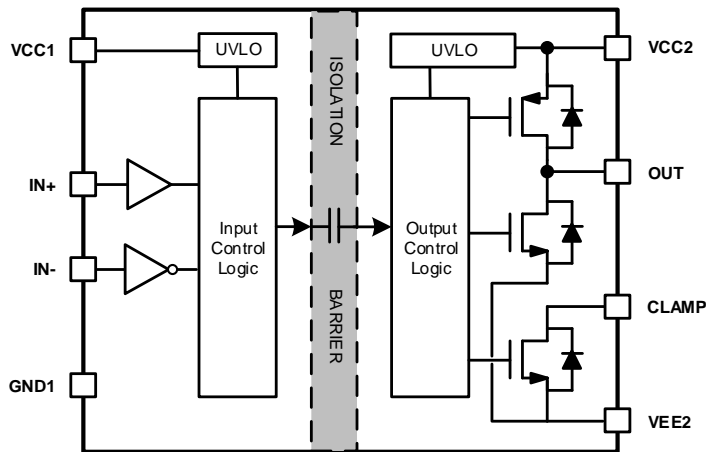 VCC1
UVLO
ISOLATION
UVLO
VCC2
IN+
OUT
Input
Control
Logic
Output
Control
Logic
IN-
BARRIER
CLAMP
GND1
VEE2